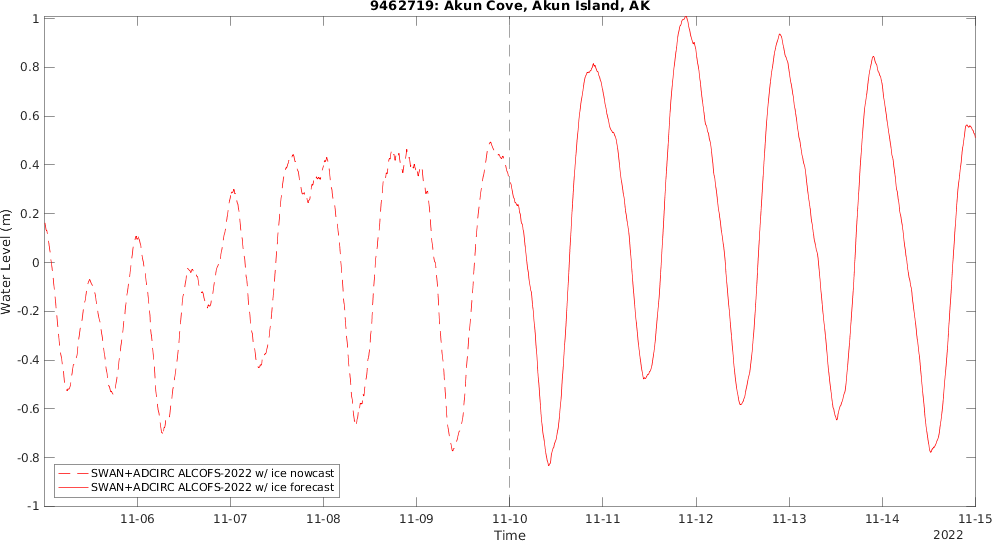 9462719: Akun Cove, Akun Island, AK
1
0.8
0.6
0.4
0.2
0
-0.2
-0.4
-0.6
-0.8
-1
Water Level (m)
SWAN+ADCIRC ALCOFS-2022 w/ ice nowcast
SWAN+ADCIRC ALCOFS-2022 w/ ice forecast
11-06 11-07 11-08 11-09 11-10 11-11 11-12 11-13 11-14 11-15
Time
2022